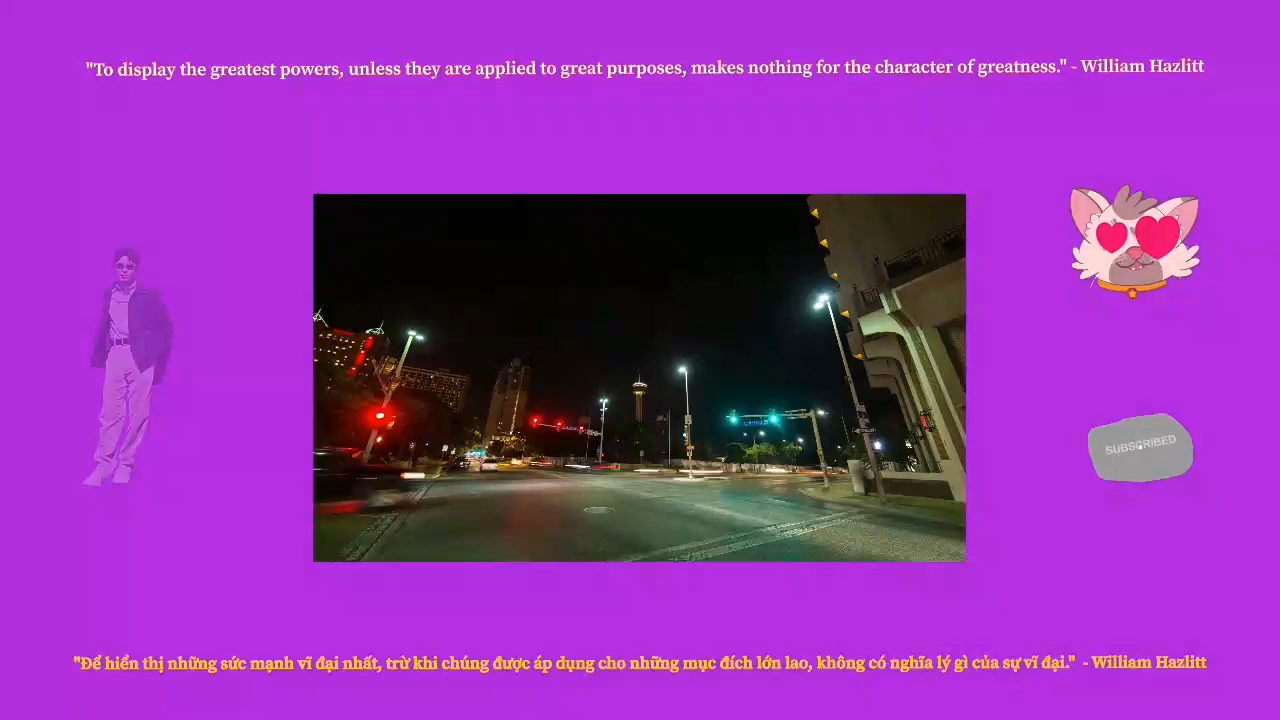 "To display the greatest powers, unless they are applied to great purposes, makes nothing for the character of greatness." - William Hazlitt
SUBSCRIBED
"Để hiển thị những sức mạnh vĩ đại nhất, trừ khi chúng được áp dụng cho những mục đích lớn lao, không có nghĩa lý gì của sự vĩ đại." - William Hazlitt